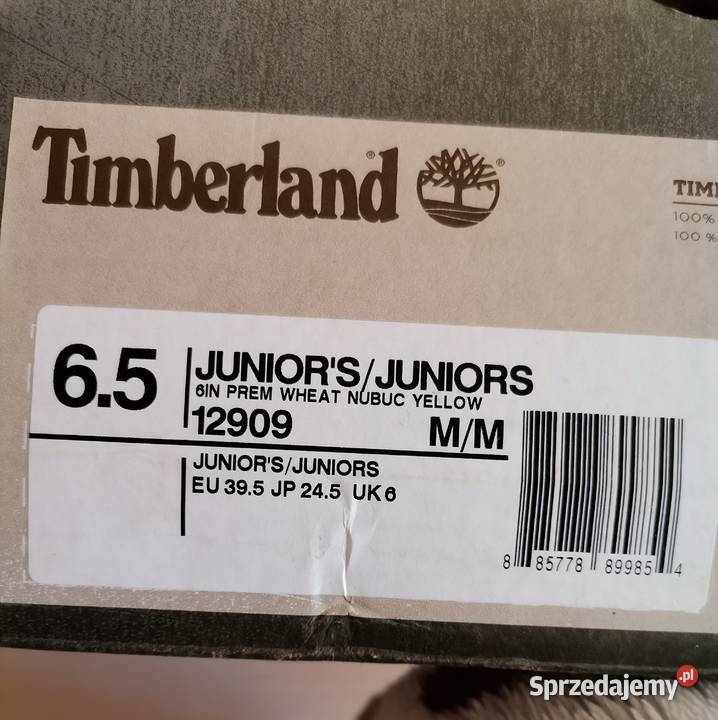 Timberland®
®
TIM
100%
100 %
6.5
JUNIOR'S/JUNIORS
6IN PREM WHEAT NUBUC YELLOW
12909 M/M
JUNIOR'S/JUNIORS
EU 39.5 JP 24.5 UK 6
8 85778 89985 4
Sprzedajemy.pl